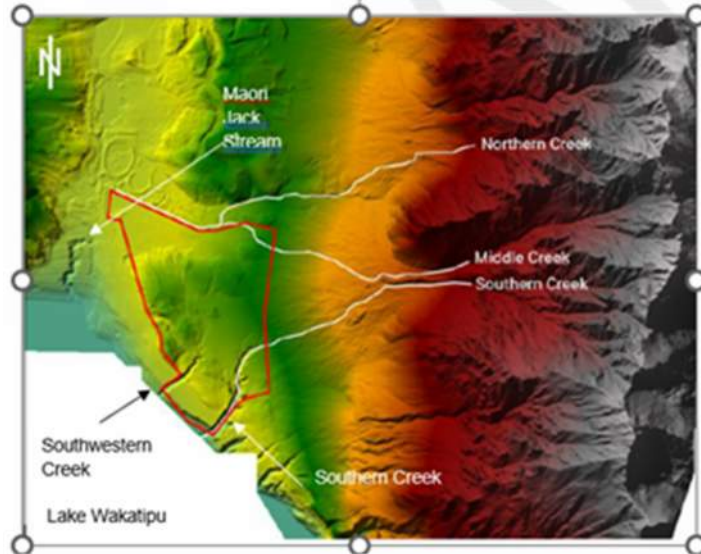 N
Maori
Jack
Stream
Northern Creek
Middle Creek
Southern Creek
Southwestern
Creek
Southern Creek
Lake Wakatipu